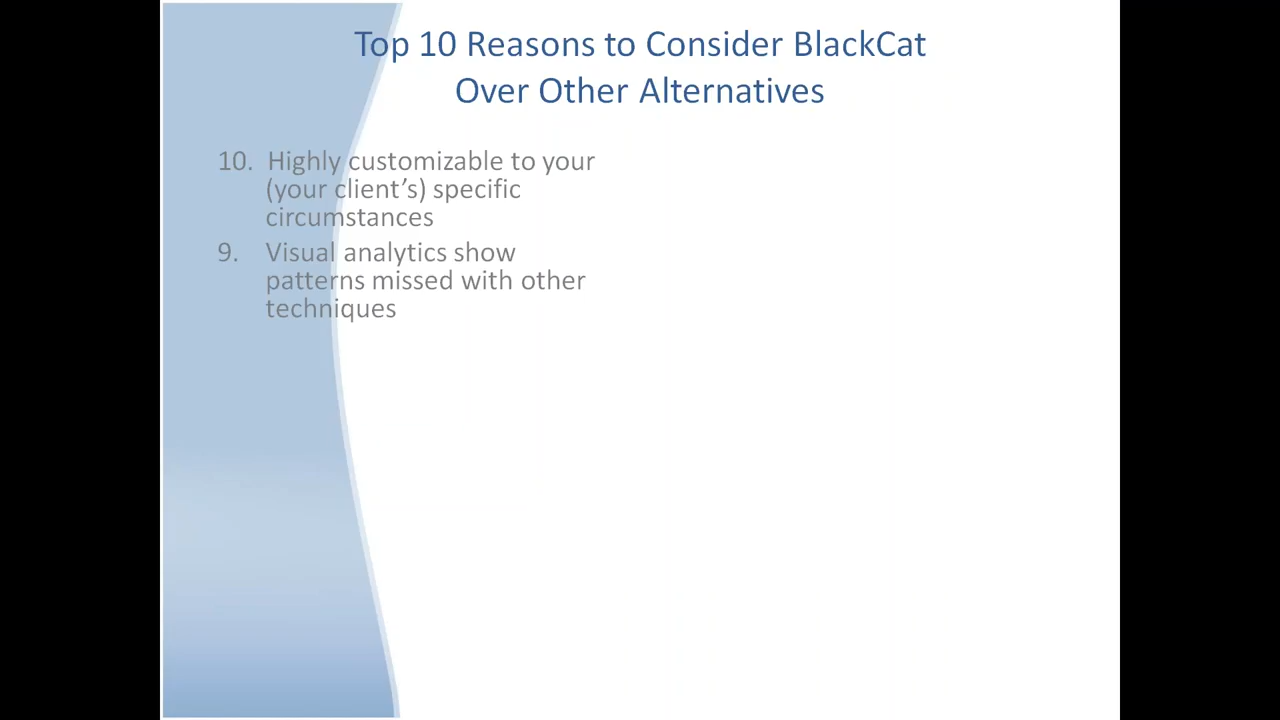 Top 10 Reasons to Consider BlackCat
Over Other Alternatives
10. Highly customizable to your
(your client’s) specific
circumstances
9. Visual analytics show
patterns missed with other
techniques